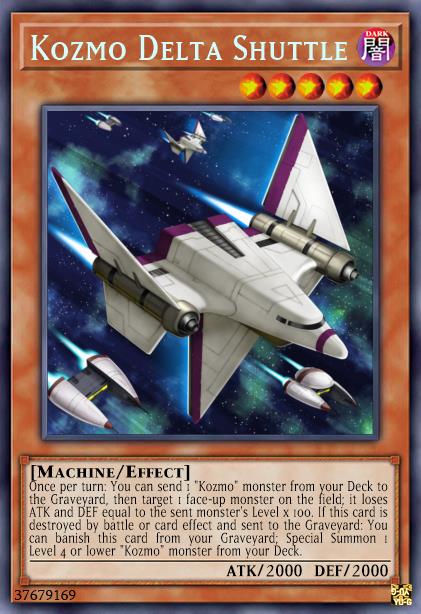 Kozmo Delta Shuttle
DARK
闇
[Machine/Effect]
Once per turn: You can send 1 "Kozmo" monster from your Deck to
the Graveyard, then target 1 face-up monster on the field; it loses
ATK and DEF equal to the sent monster's Level x 100. If this card is
destroyed by battle or card effect and sent to the Graveyard: You
can banish this card from your Graveyard; Special Summon 1
Level 4 or lower "Kozmo" monster from your Deck.
ATK/2000 DEF/2000
37679169